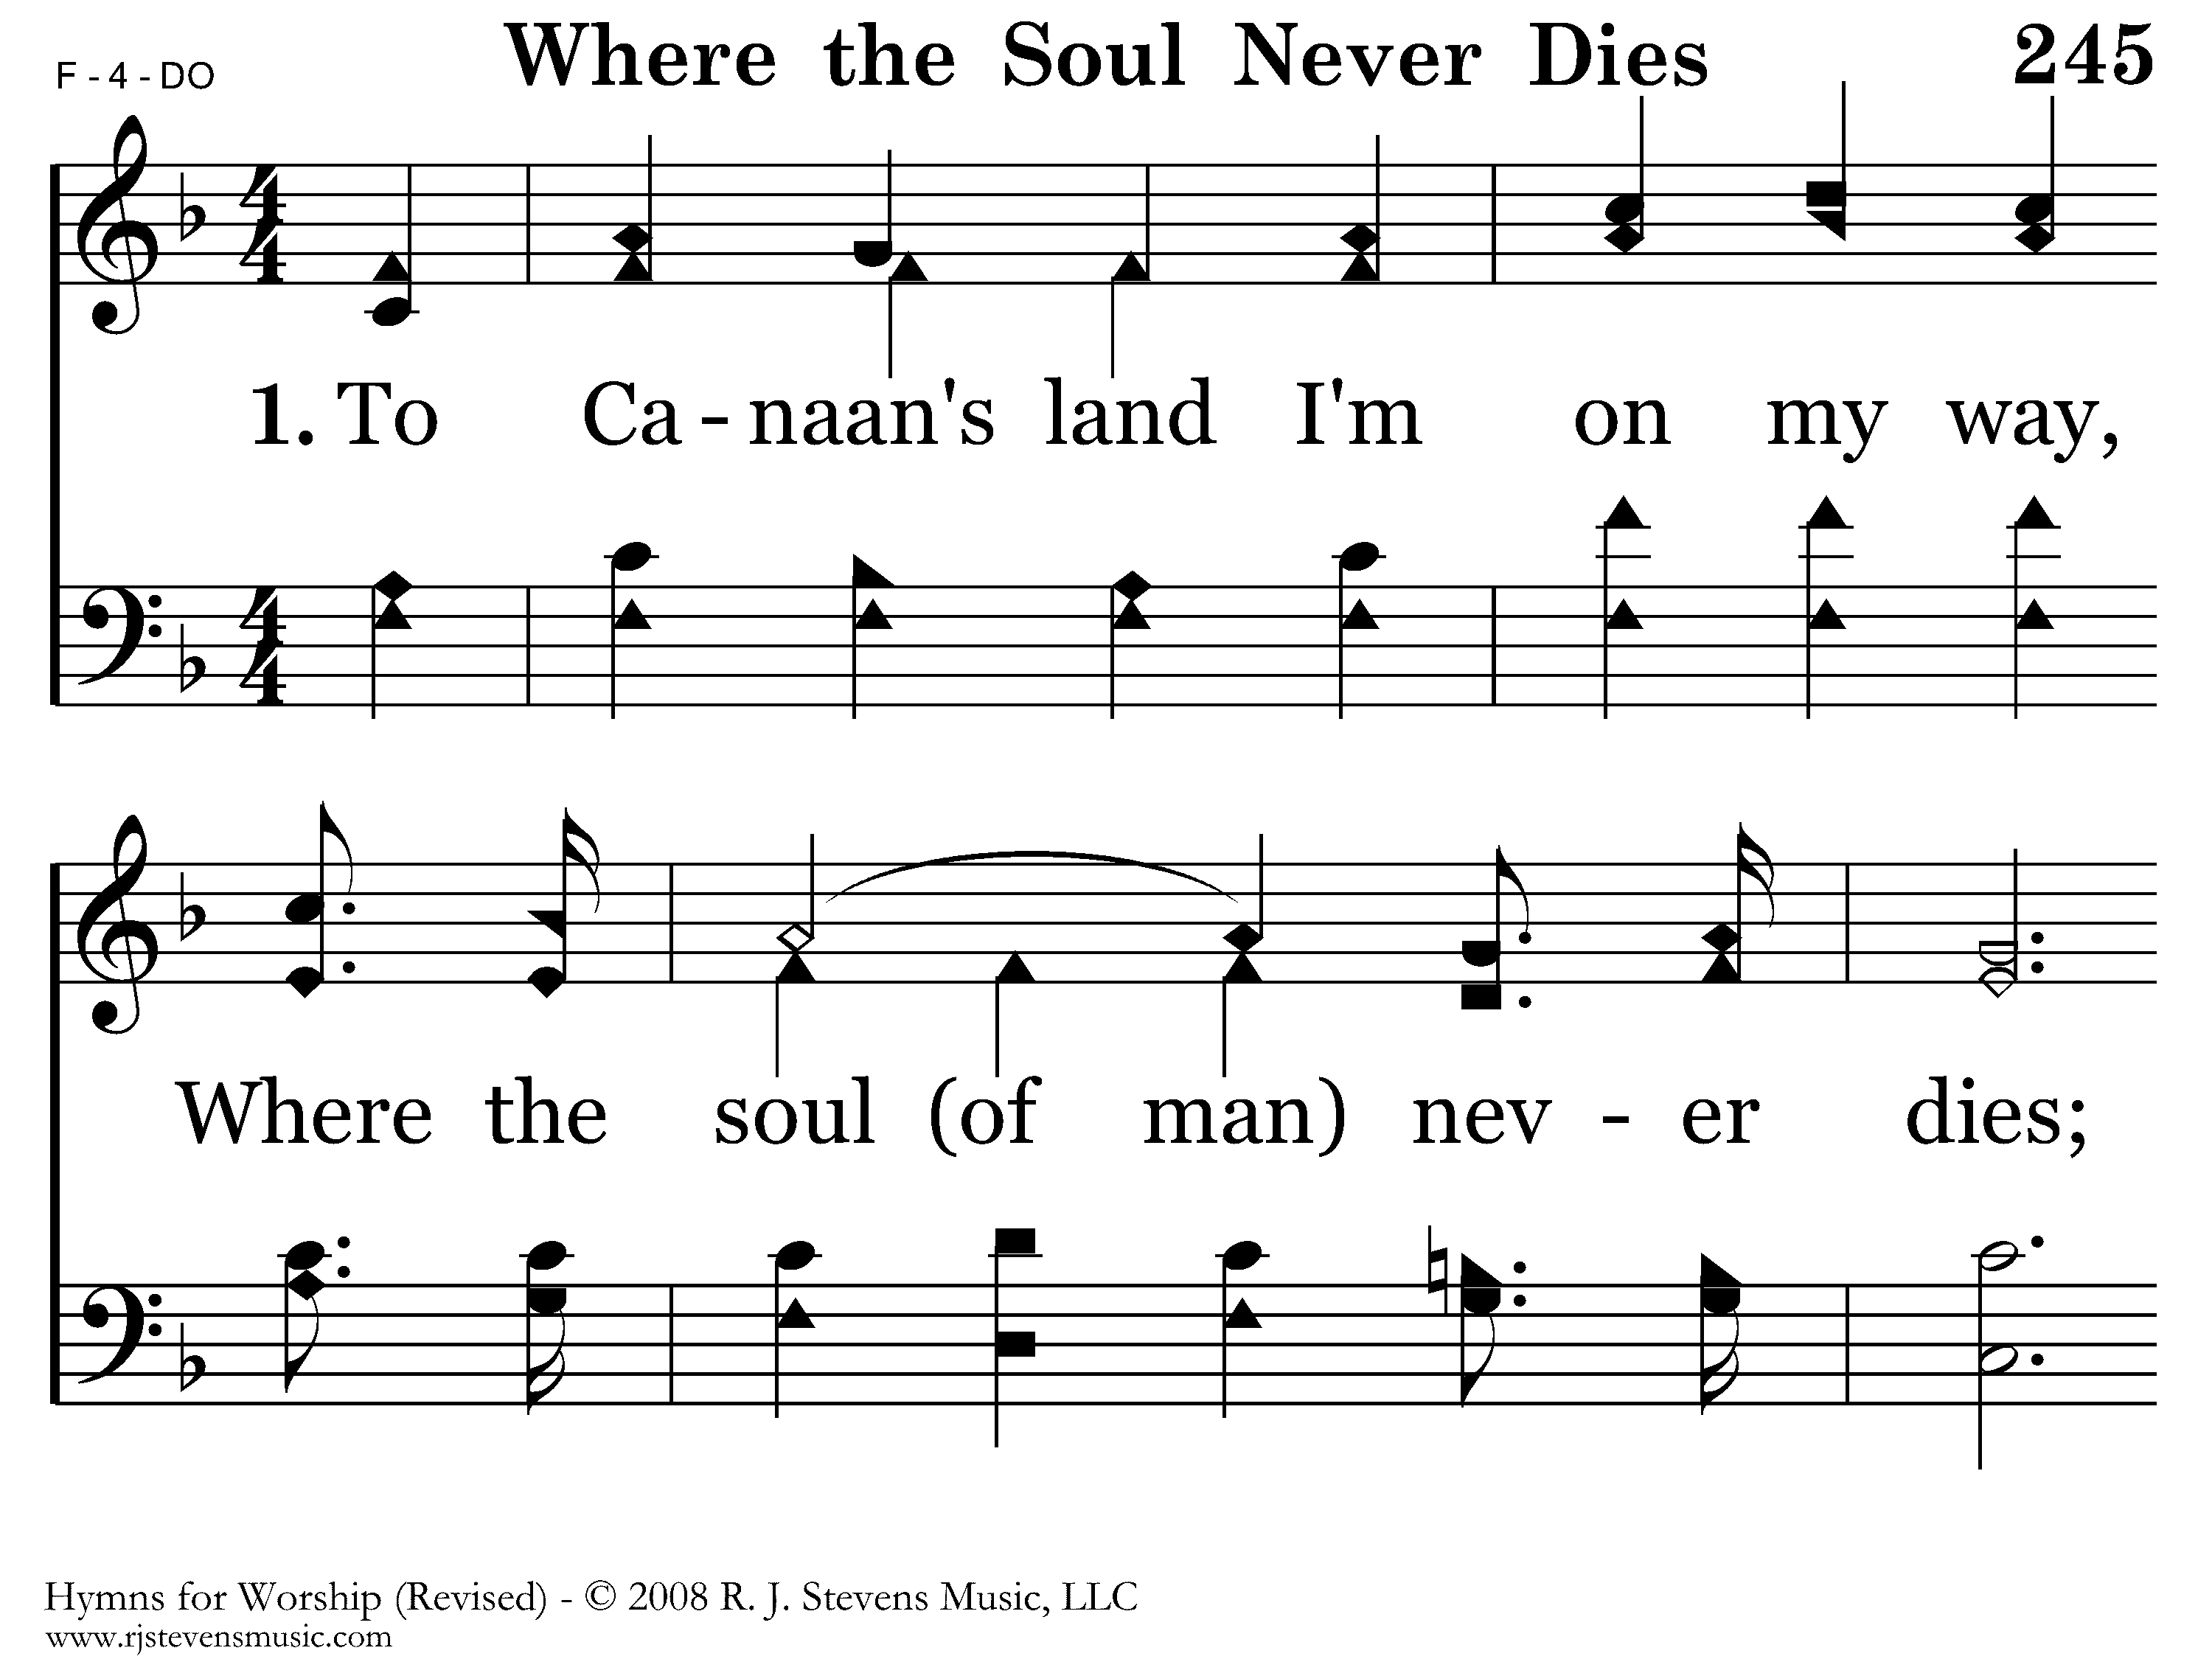 Where the Soul Never Dies 245
F - 4 - DO
1. To Ca - naan's land I'm on my way,
Where the soul (of man) nev - er dies;
Hymns for Worship (Revised) - © 2008 R. J. Stevens Music, LLC
www.rjstevensmusic.com